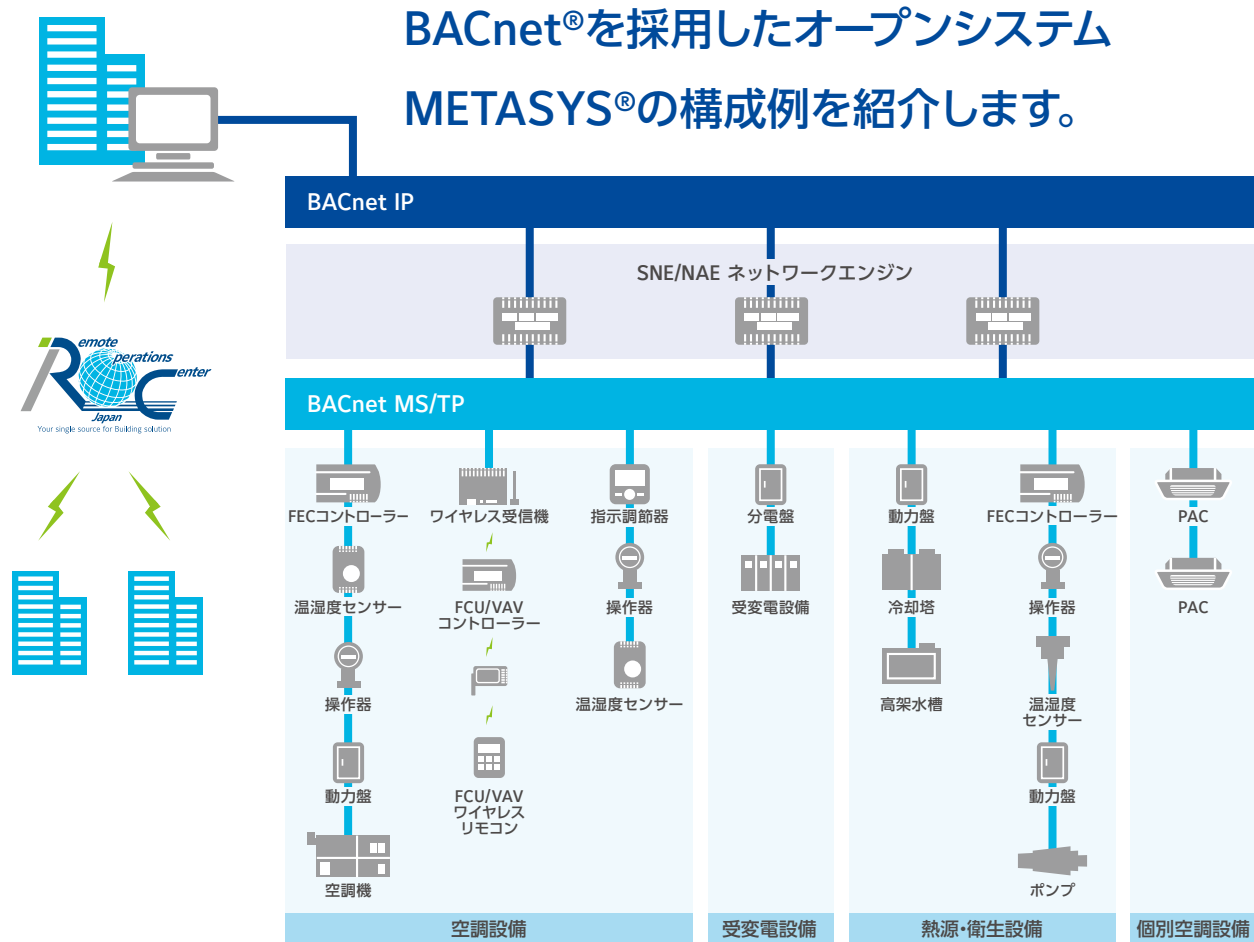 BACnet®を採用したオープンシステム
METASYS®の構成例を紹介します。
BACnet IP
SNE/NAE ネットワークエンジン
BACnet MS/TP
Remote
Operations
Center
Japan
Your single source for Building solution
FECコントローラー
温湿度センサー
操作器
動力盤
空調機
ワイヤレス受信機
FCU/VAV
コントローラー
FCU/VAV
ワイヤレス
リモコン
指示調節器
操作器
温湿度センサー
空調設備
分電盤
受変電設備
受変電設備
動力盤
冷却塔
高架水槽
FECコントローラー
操作器
温湿度
センサー
動力盤
ポンプ
熱源・衛生設備
PAC
PAC
個別空調設備